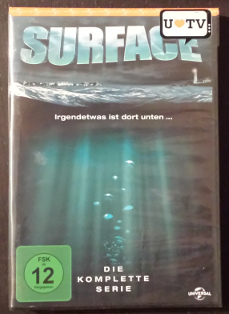 U TV
SURFACE
Irgendetwas ist dort unten ...
DIE
KOMPLETTE
SERIE
FSK
12
UNIVERSAL